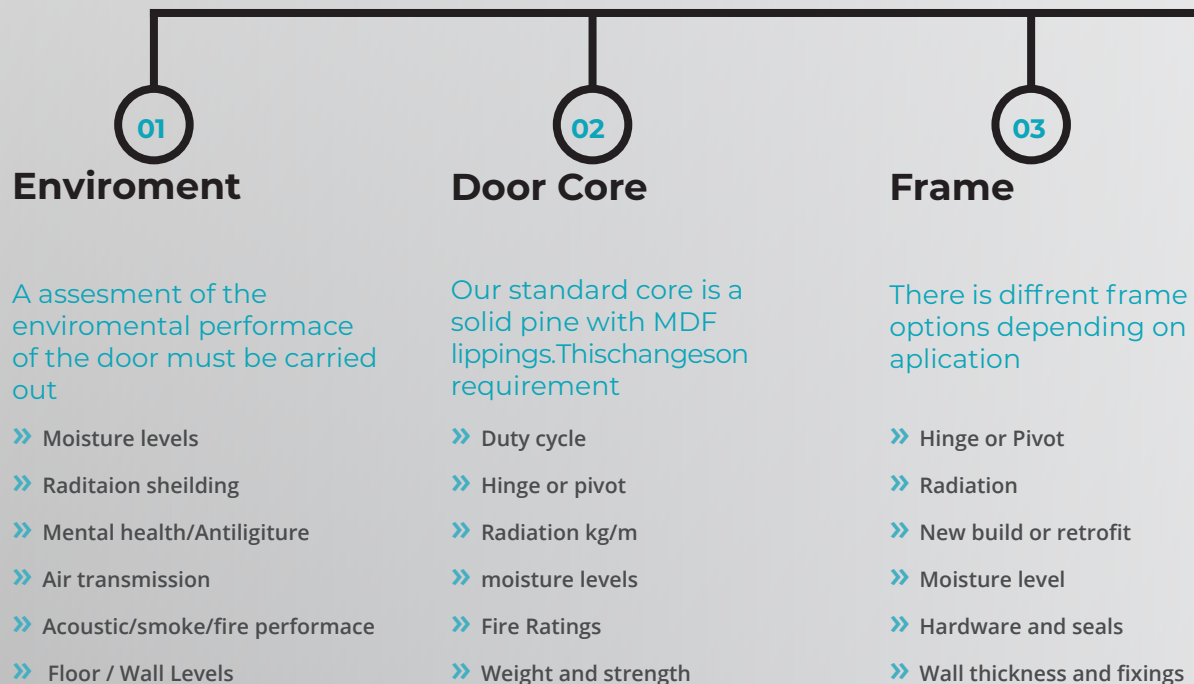 01
Enviroment
A assesment of the
enviromental performace
of the door must be carried
out
» Moisture levels
» Raditaion sheilding
» Mental health/Antiligiture
» Air transmission
» Acoustic/smoke/fire performace
» Floor / Wall Levels
02
Door Core
Our standard core is a
solid pine with MDF
lippings.Thischangeson
requirement
» Duty cycle
» Hinge or pivot
» Radiation kg/m
» moisture levels
» Fire Ratings
» Weight and strength
03
Frame
There is diffrent frame
options depending on
aplication
» Hinge or Pivot
» Radiation
» New build or retrofit
» Moisture level
» Hardware and seals
» Wall thickness and fixings